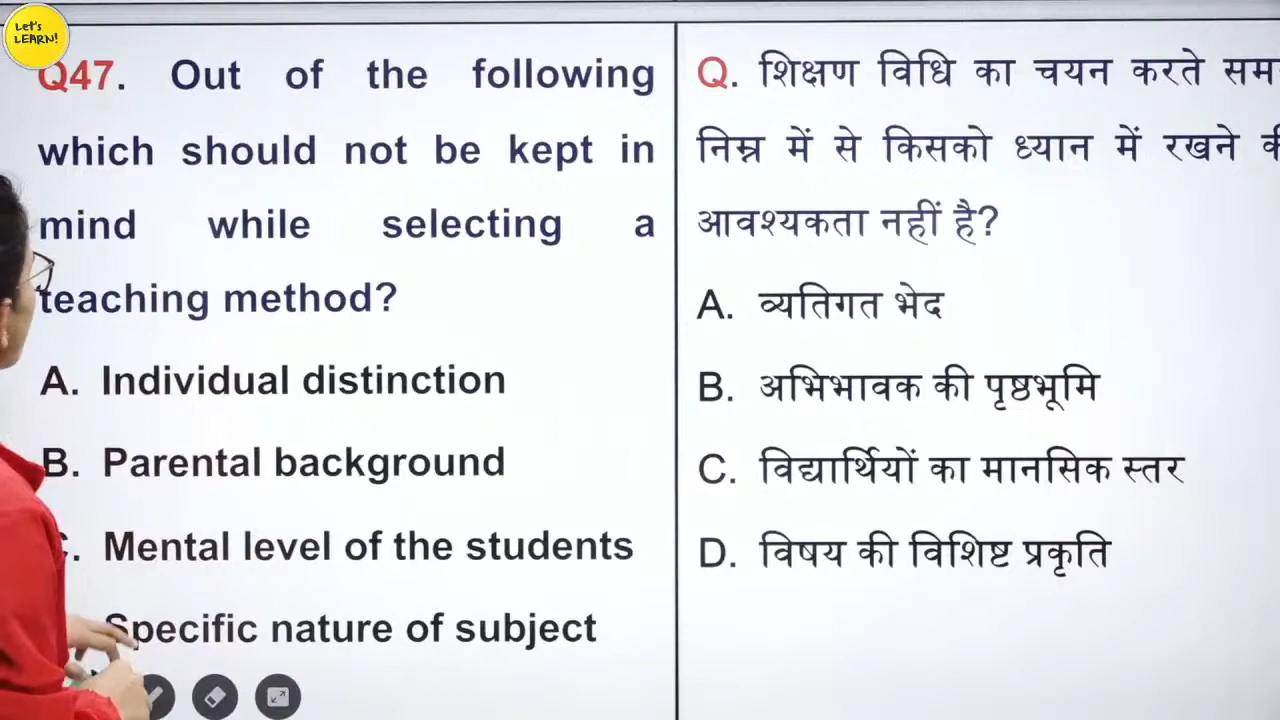 Let's
LEARN!
Q47. Out of the following
which should not be kept in
mind while selecting a
teaching method?
A. Individual distinction
B. Parental background
C. Mental level of the students
Specific nature of subject
Q. शिक्षण विधि का चयन करते
निम्न में से किसको ध्यान में रखने
आवश्यकता नहीं है?
A. व्यतिगत भेद
B. अभिभावक की पृष्ठभूमि
C. विद्यार्थियों का मानसिक स्तर
D. विषय की विशिष्ट प्रकृति